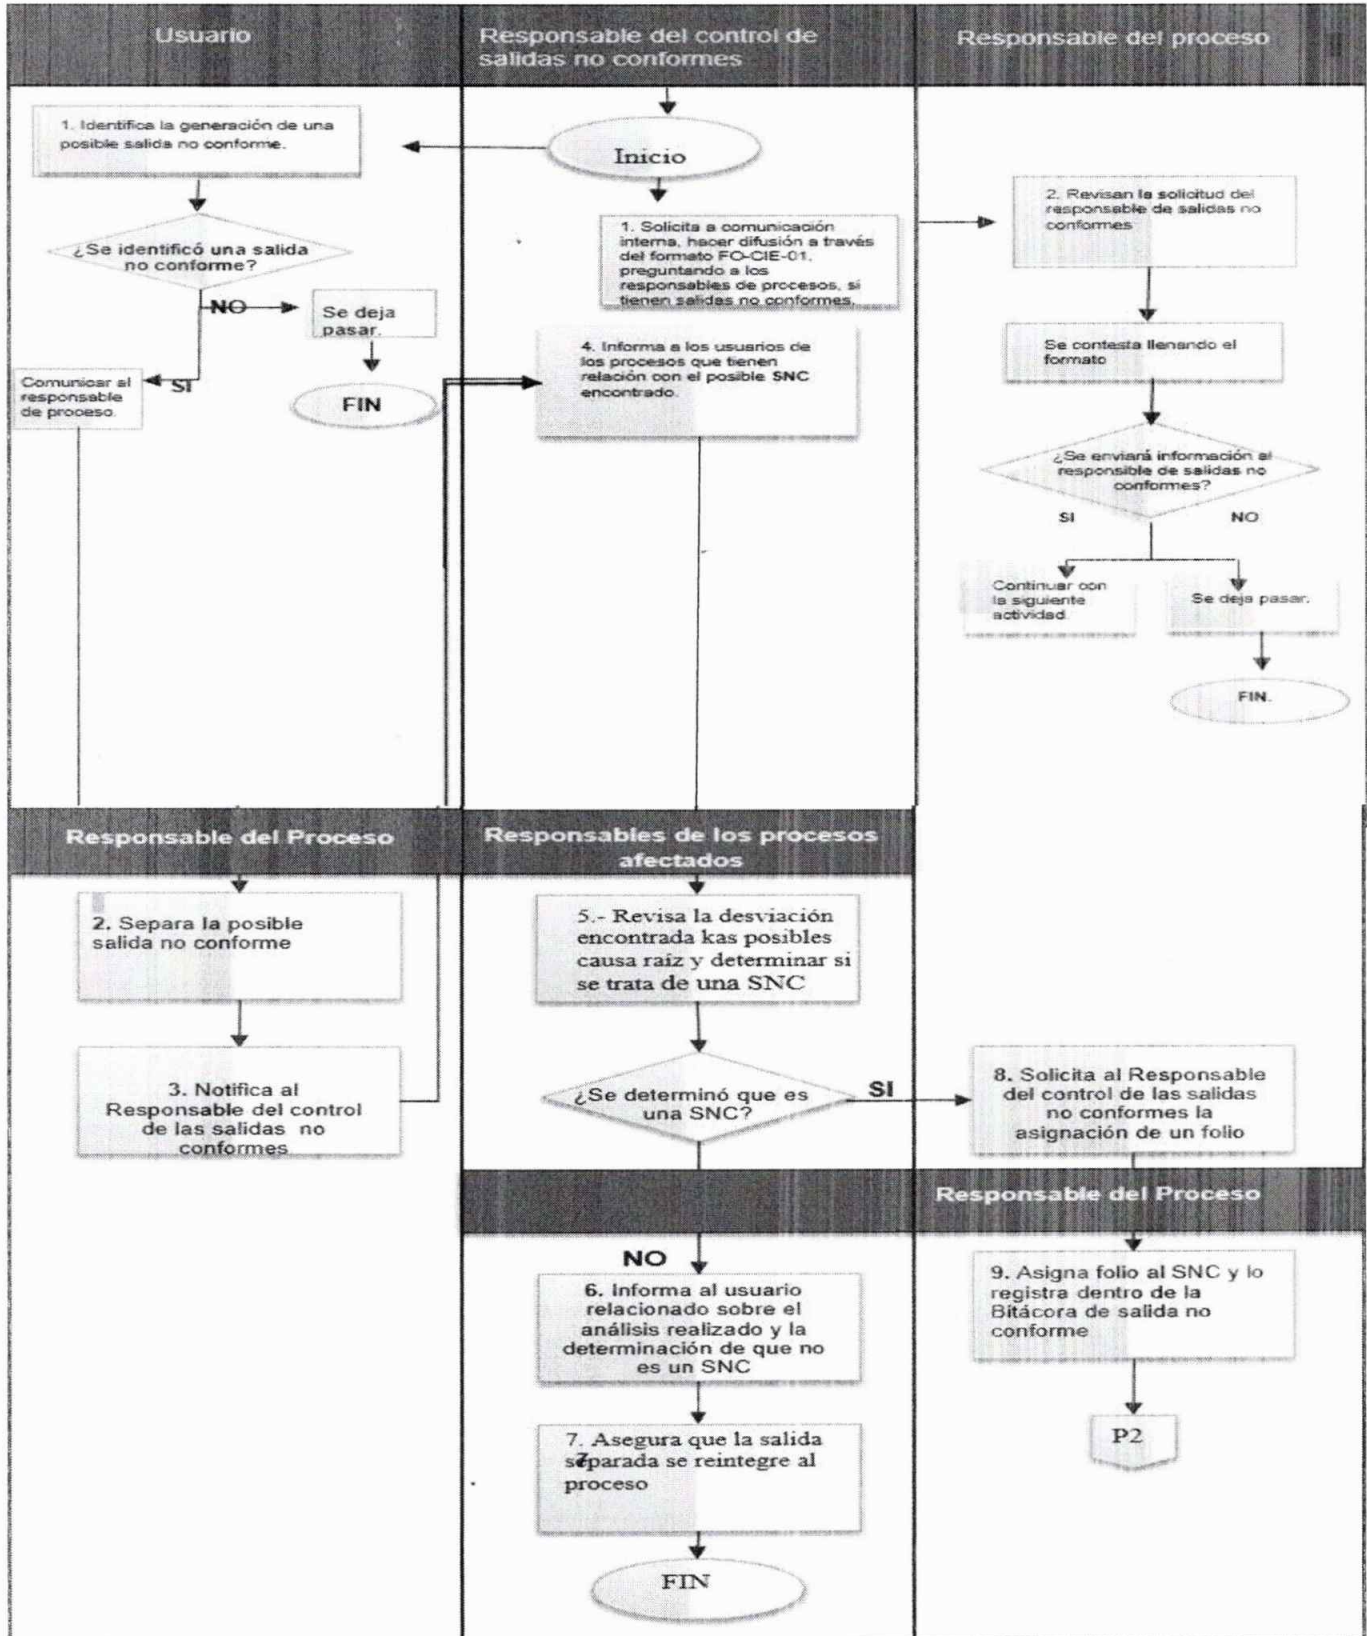 Usuario
Responsable del control de
salidas no conformes
Responsable del proceso
1. Identifica la generación de una
posible salida no conforme.
¿Se identificó una salida
no conforme?
NO
Se deja
pasar.
FIN
SI
Comunicar al
responsable
de proceso.
Inicio
1. Solicita a comunicación
interna, hacer difusión a través
del formato FO-CIE-01,
preguntando a los
responsables de procesos, si
tienen salidas no conformes.
4. Informa a los usuarios de
los procesos que tienen
relación con el posible SNC
encontrado.
2. Revisan la solicitud del
responsable de salidas no
conformes
Se contesta llenando el
formato
¿Se enviará información al
responsible de salidas no
conformes?
SI
NO
Continuar con
la siguiente
actividad.
Se deja pasar.
FIN.
Responsable del Proceso
Responsables de los procesos
afectados
2. Separa la posible
salida no conforme
3. Notifica al
Responsable del control
de las salidas no
conformes
5.- Revisa la desviación
encontrada kas posibles
causa raíz y determinar si
se trata de una SNC
¿Se determinó que es
una SNC?
SI
8. Solicita al Responsable
del control de las salidas
no conformes la
asignación de un folio
Responsable del Proceso
NO
6. Informa al usuario
relacionado sobre el
análisis realizado y la
determinación de que no
es un SNC
7. Asegura que la salida
separada se reintegre al
proceso
7
FIN
9. Asigna folio al SNC y lo
registra dentro de la
Bitácora de salida no
conforme
P2